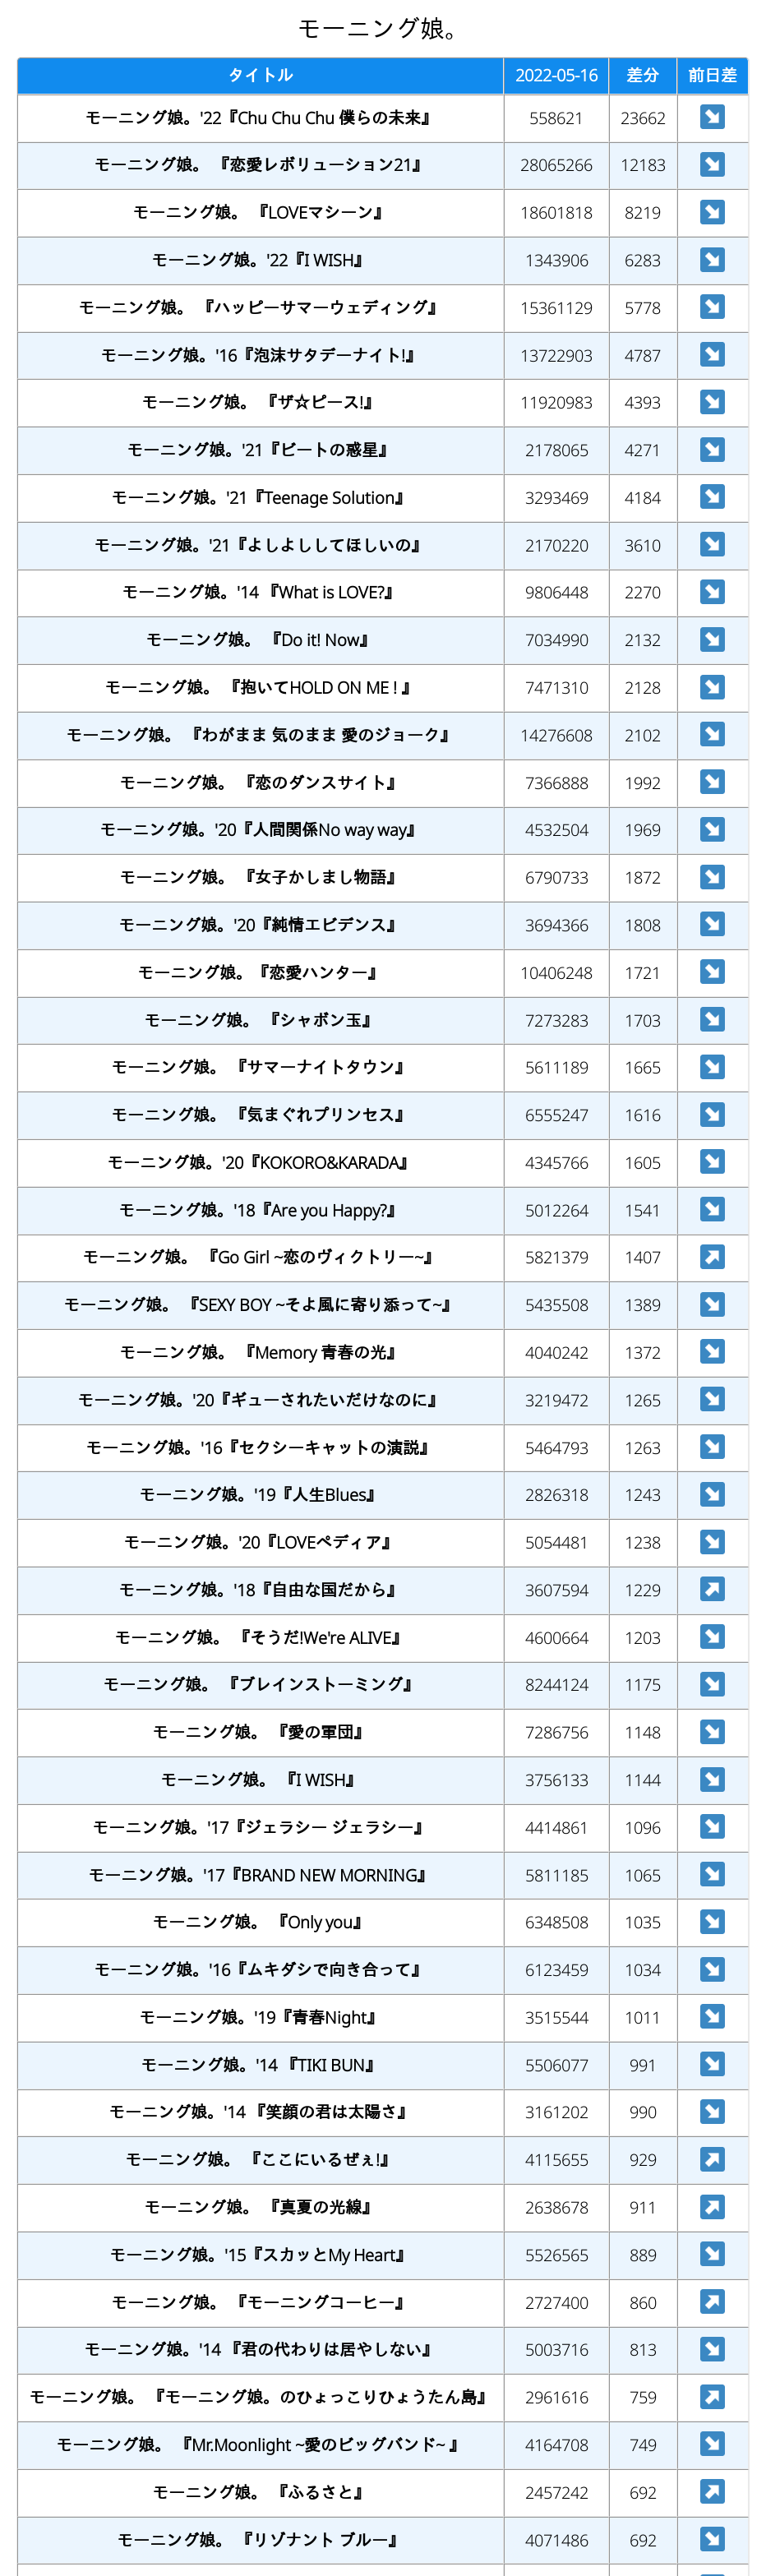 モーニング娘。
タイトル 2022-05-16 差分 前日差
モーニング娘。'22『Chu Chu Chu 僕らの未来』 558621 23662 ↘
モーニング娘。 『恋愛レボリューション21』 28065266 12183 ↘
モーニング娘。 『LOVEマシーン』 18601818 8219 ↘
モーニング娘。'22『I WISH』 1343906 6283 ↘
モーニング娘。 『ハッピーサマーウェディング』 15361129 5778 ↘
モーニング娘。'16『泡沫サタデーナイト!』 13722903 4787 ↘
モーニング娘。 『ザ☆ピース!』 11920983 4393 ↘
モーニング娘。'21『ビートの惑星』 2178065 4271 ↘
モーニング娘。'21『Teenage Solution』 3293469 4184 ↘
モーニング娘。'21『よしよししてほしいの』 2170220 3610 ↘
モーニング娘。'14 『What is LOVE?』 9806448 2270 ↘
モーニング娘。 『Do it! Now』 7034990 2132 ↘
モーニング娘。 『抱いてHOLD ON ME ! 』 7471310 2128 ↘
モーニング娘。 『わがまま 気のまま 愛のジョーク』 14276608 2102 ↘
モーニング娘。 『恋のダンスサイト』 7366888 1992 ↘
モーニング娘。'20『人間関係No way way』 4532504 1969 ↘
モーニング娘。 『女子かしまし物語』 6790733 1872 ↘
モーニング娘。'20『純情エビデンス』 3694366 1808 ↘
モーニング娘。『恋愛ハンター』 10406248 1721 ↘
モーニング娘。 『シャボン玉』 7273283 1703 ↘
モーニング娘。 『サマーナイトタウン』 5611189 1665 ↘
モーニング娘。 『気まぐれプリンセス』 6555247 1616 ↘
モーニング娘。'20『KOKORO&KARADA』 4345766 1605 ↘
モーニング娘。'18『Are you Happy?』 5012264 1541 ↘
モーニング娘。 『Go Girl ~恋のヴィクトリー~』 5821379 1407 ↗
モーニング娘。 『SEXY BOY ~そよ風に寄り添って~』 5435508 1389 ↘
モーニング娘。 『Memory 青春の光』 4040242 1372 ↘
モーニング娘。'20『ギューされたいだけなのに』 3219472 1265 ↘
モーニング娘。'16『セクシーキャットの演説』 5464793 1263 ↘
モーニング娘。'19『人生Blues』 2826318 1243 ↘
モーニング娘。'20『LOVEペディア』 5054481 1238 ↘
モーニング娘。'18『自由な国だから』 3607594 1229 ↗
モーニング娘。 『そうだ!We're ALIVE』 4600664 1203 ↘
モーニング娘。 『ブレインストーミング』 8244124 1175 ↘
モーニング娘。 『愛の軍団』 7286756 1148 ↘
モーニング娘。 『I WISH』 3756133 1144 ↘
モーニング娘。'17『ジェラシー ジェラシー』 4414861 1096 ↘
モーニング娘。'17『BRAND NEW MORNING』 5811185 1065 ↘
モーニング娘。 『Only you』 6348508 1035 ↘
モーニング娘。'16『ムキダシで向き合って』 6123459 1034 ↘
モーニング娘。'19『青春Night』 3515544 1011 ↘
モーニング娘。'14 『TIKI BUN』 5506077 991 ↘
モーニング娘。'14 『笑顔の君は太陽さ』 3161202 990 ↘
モーニング娘。 『ここにいるぜぇ!』 4115655 929 ↗
モーニング娘。 『真夏の光線』 2638678 911 ↗
モーニング娘。'15『スカッとMy Heart』 5526565 889 ↘
モーニング娘。 『モーニングコーヒー』 2727400 860 ↗
モーニング娘。'14 『君の代わりは居やしない』 5003716 813 ↘
モーニング娘。 『モーニング娘。のひょっこりひょうたん島』 2961616 759 ↗
モーニング娘。 『Mr.Moonlight ~愛のビッグバンド~ 』 4164708 749 ↘
モーニング娘。 『ふるさと』 2457242 692 ↗
モーニング娘。 『リゾナント ブルー』 4071486 692 ↘